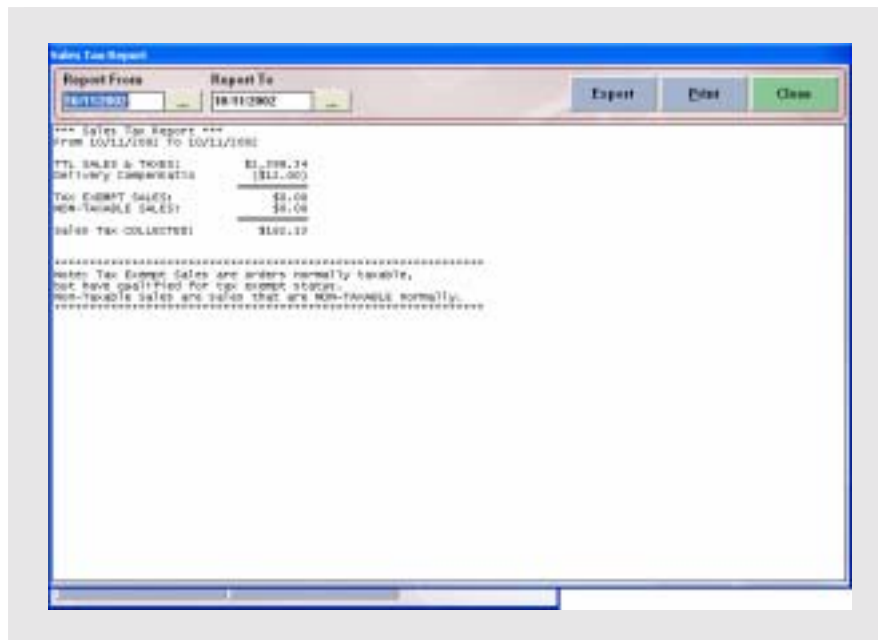 Sales Tax Report
Report From
Report To
10/11/2002
10/11/2002
...
...
Export
Print
Close
*** Sales Tax Report ***
From 10/11/2002 To 10/11/2002
TTL SALES & TAXES:
Delivery Compensatio ($12.00)
TAX EXEMPT SALES: $0.00
NON-TAXABLE SALES: $0.00
Sales Tax COLLECTED:
Note: Tax Exempt Sales are orders normally taxable,
but have qualified for tax exempt status.
Non-Taxable Sales are sales that are NON-TAXABLE normally.